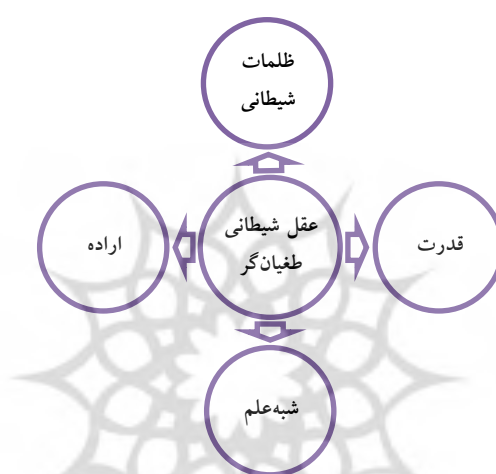 ظلمات
شیطانی
قدرت
عقل شیطانی
طغیان‌گر
اراده
شبه‌علم